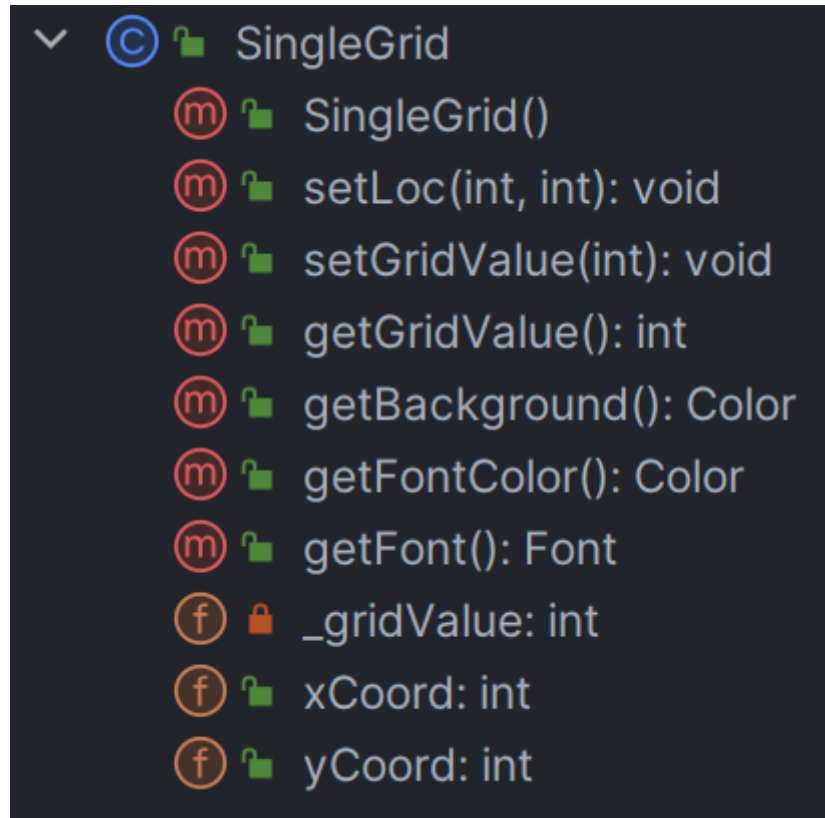 C SingleGrid
m SingleGrid()
m setLoc(int, int): void
m setGridValue(int): void
m getGridValue(): int
m getBackground(): Color
m getFontColor(): Color
m getFont(): Font
f _gridValue: int
f xCoord: int
f yCoord: int